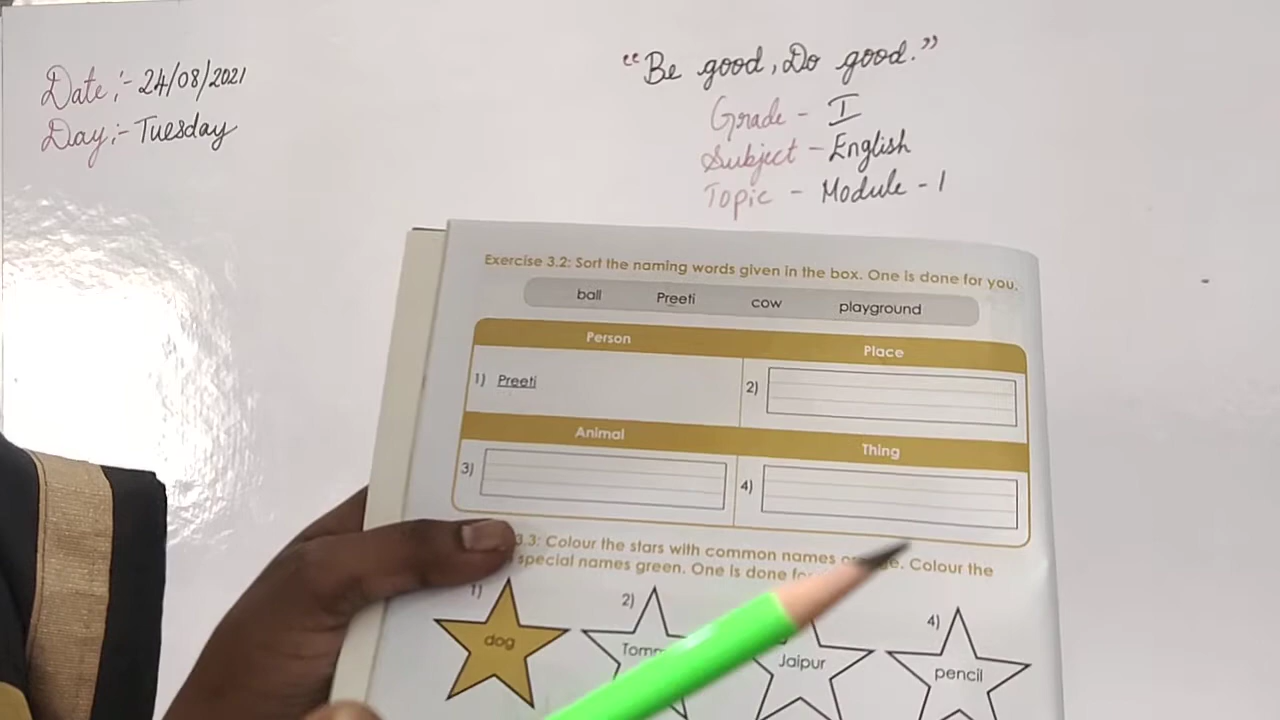 Date :- 24/08/2021
Day :- Tuesday
"Be good, Do good."
Grade - I
Subject - English
Topic - Module - 1
Exercise 3.2: Sort the naming words given in the box. One is done for you.
ball Preeti cow playground
Person Place
1) Preeti 2)
Animal Thing
3) 4)
3.3: Colour the stars with common names Colour the
special names green. One is done
1) 2) 4)
dog Jaipur pencil